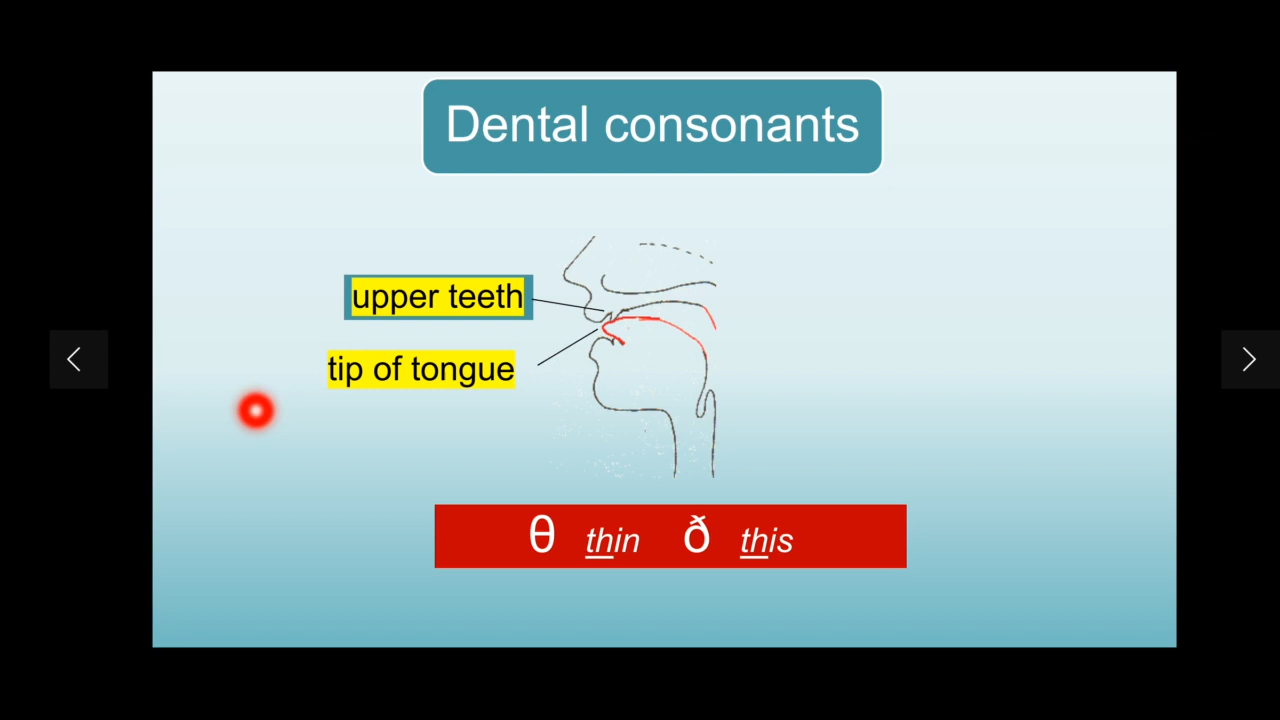 Dental consonants
upper teeth
tip of tongue
θ thin ð this